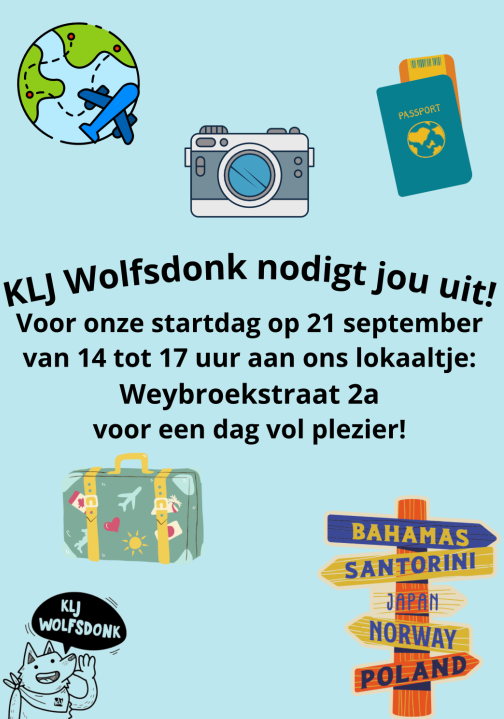 PASSPORT
KLJ Wolfsdonk nodigt jou uit!
Voor onze startdag op 21 september
van 14 tot 17 uur aan ons lokaaltje:
Weybroekstraat 2a
voor een dag vol plezier!
BAHAMAS
SANTORINI
JAPAN
NORWAY
POLAND
KLJ
WOLFSDONK